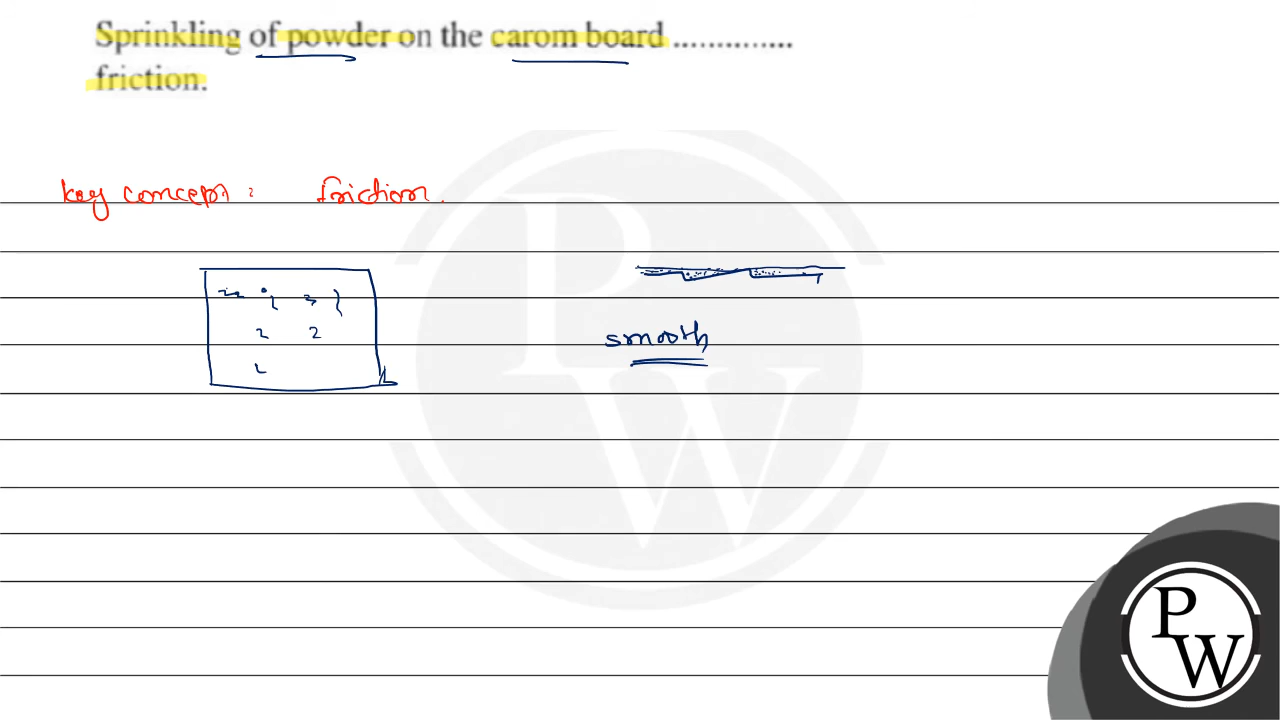 Sprinkling of powder on the carom board ..............
friction.
key concept : friction.
smooth
P
W
P
W